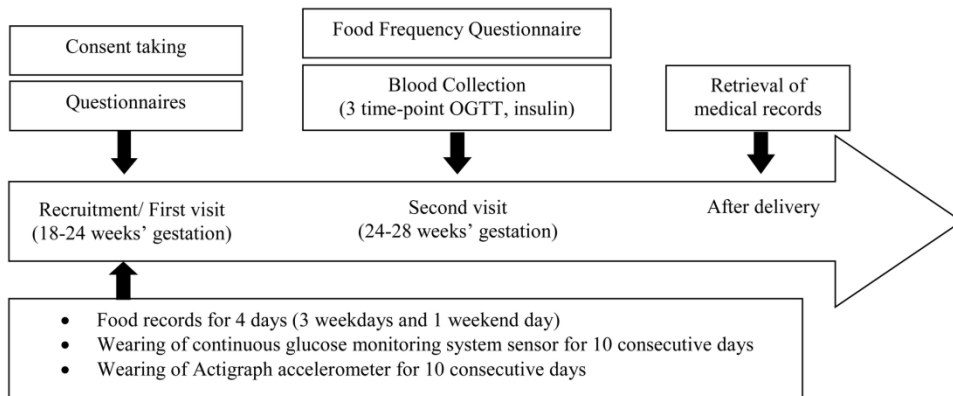 Consent taking
Questionnaires
Food Frequency Questionnaire
Blood Collection
(3 time-point OGTT, insulin)
Retrieval of
medical records
Recruitment/ First visit
(18-24 weeks’ gestation)
Second visit
(24-28 weeks’ gestation)
After delivery
• Food records for 4 days (3 weekdays and 1 weekend day)
• Wearing of continuous glucose monitoring system sensor for 10 consecutive days
• Wearing of Actigraph accelerometer for 10 consecutive days